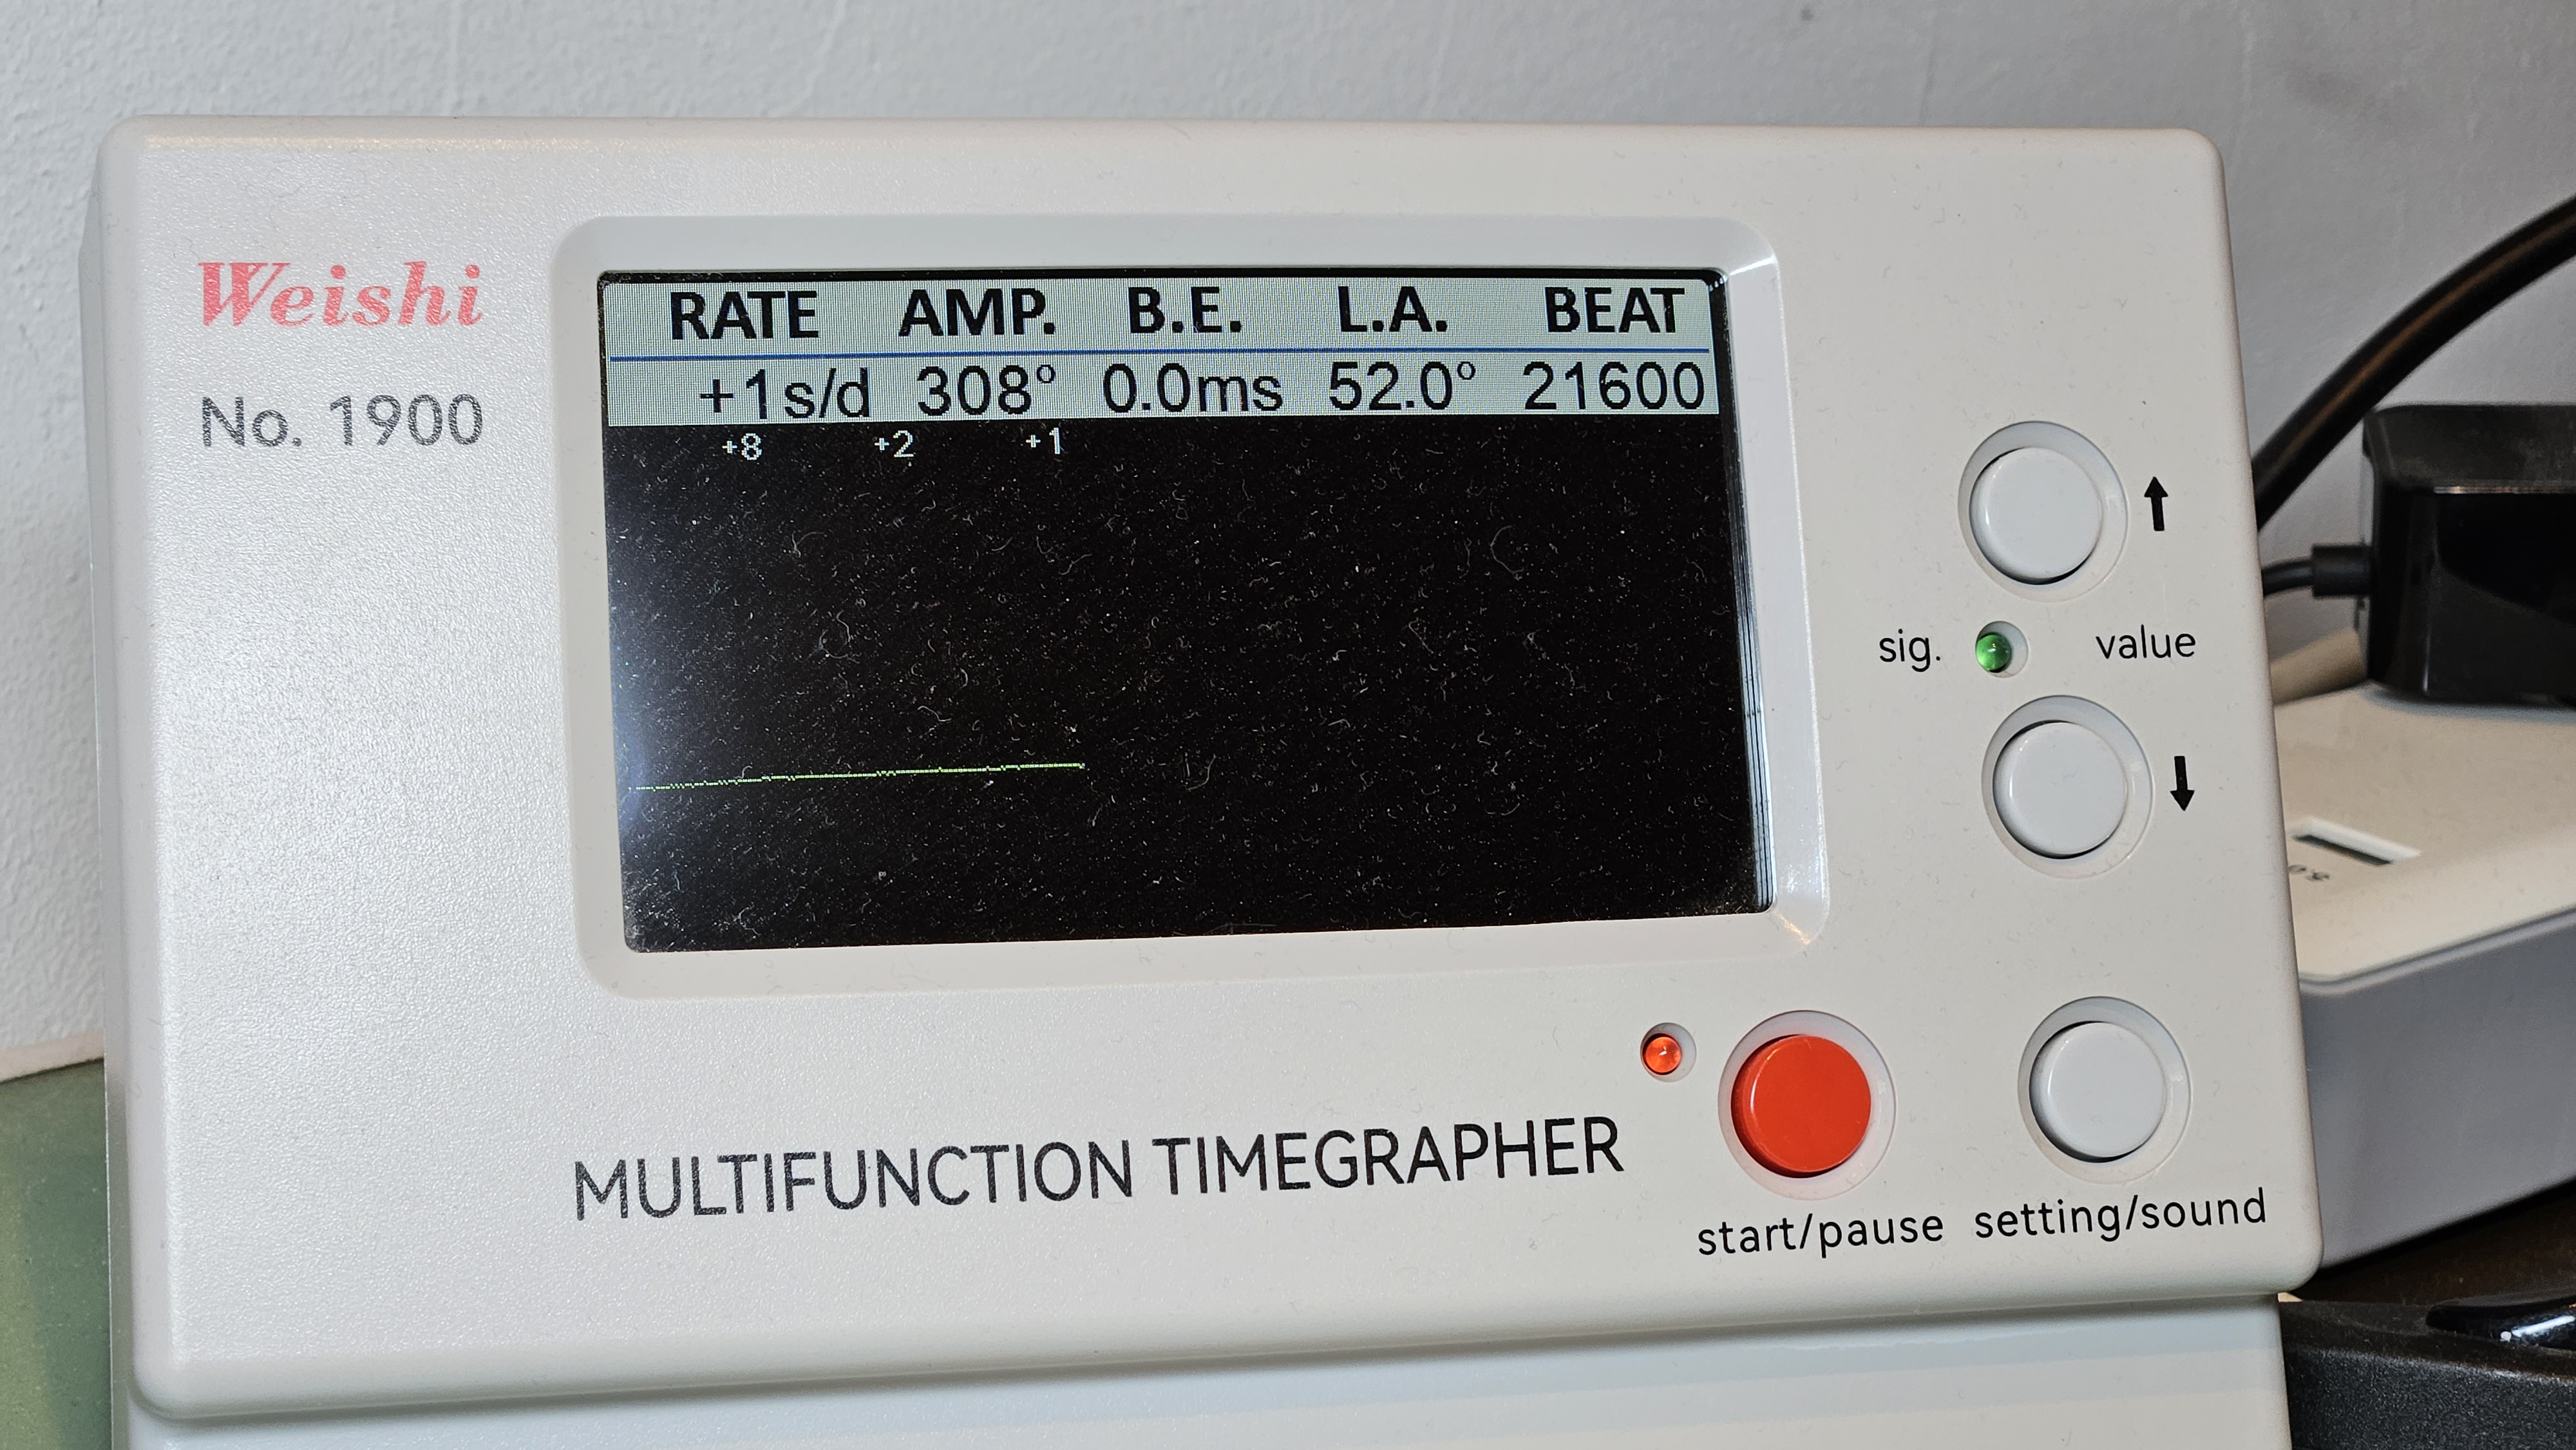 Weishi
No. 1900
RATE AMP. B.E. L.A. BEAT
+1s/d 308° 0.0ms 52.0° 21600
+8 +2 +1
sig. value
MULTIFUNCTION TIMEGRAPHER
start/pause setting/sound